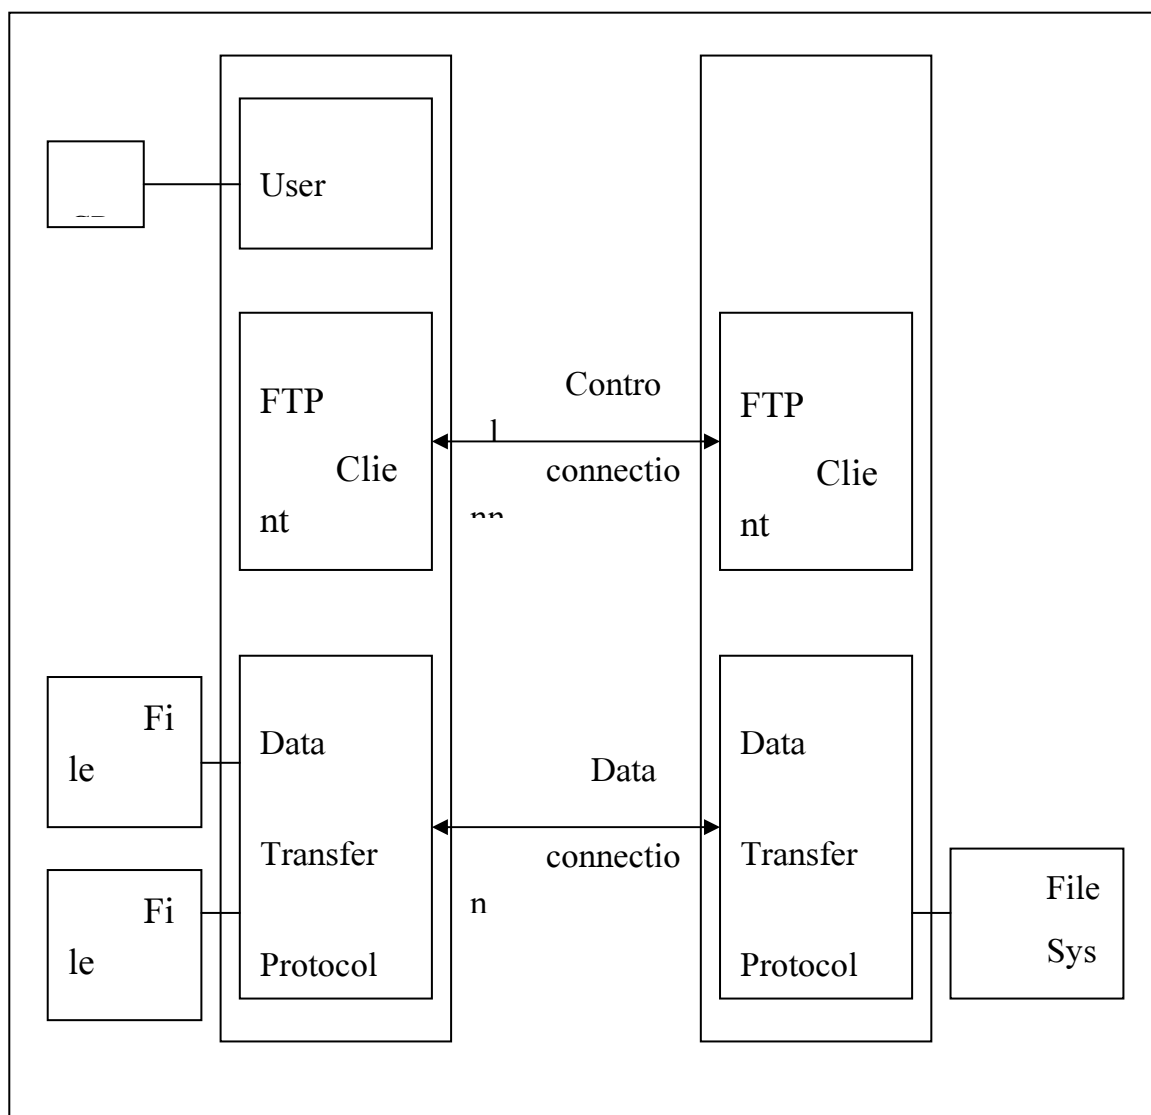 User
FTP
Clie
nt
Contro
l
connectio
FTP
Clie
nt
Fi
le
Fi
le
Data
Transfer
Protocol
Data
connectio
n
Data
Transfer
Protocol
File
Sys